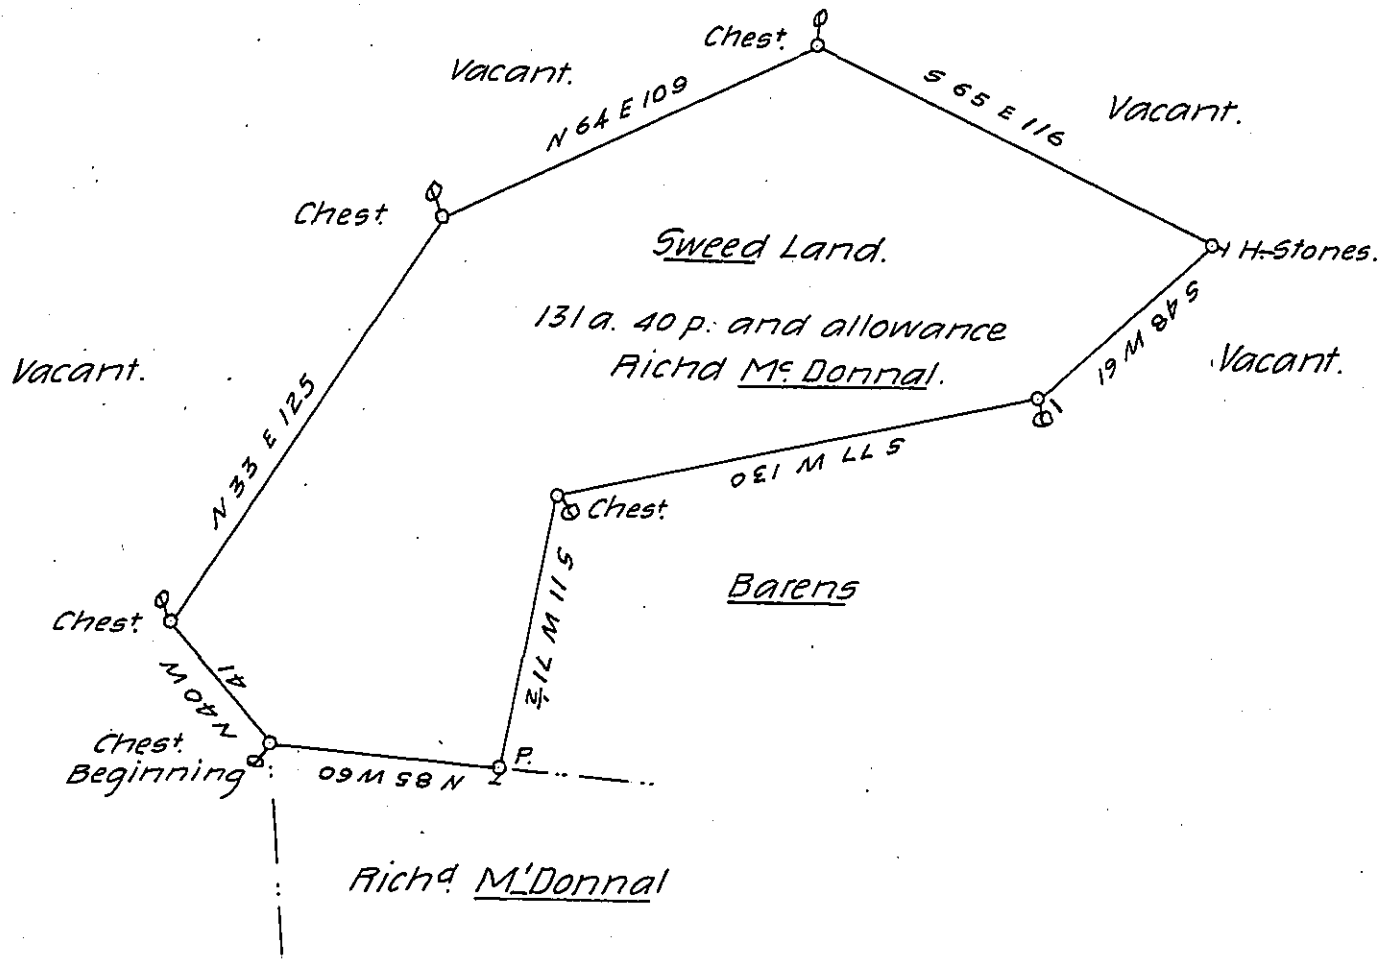 Chest.
Vacant.
N 64 E 109
S 65 E 116
Vacant.
Chest.
Sweed Land.
H. Stones.
131 a. 40 p: and allowance
Richd Mc. Donnal.
S 48 W 61
Vacant.
Vacant.
N 33 E 125
S 77 W 130
Chest.
S 11 W 71½
Barens
Chest.
N 40 W 41
Chest.
Beginning
N 85 W 60
P.
Richd. M'Donnal